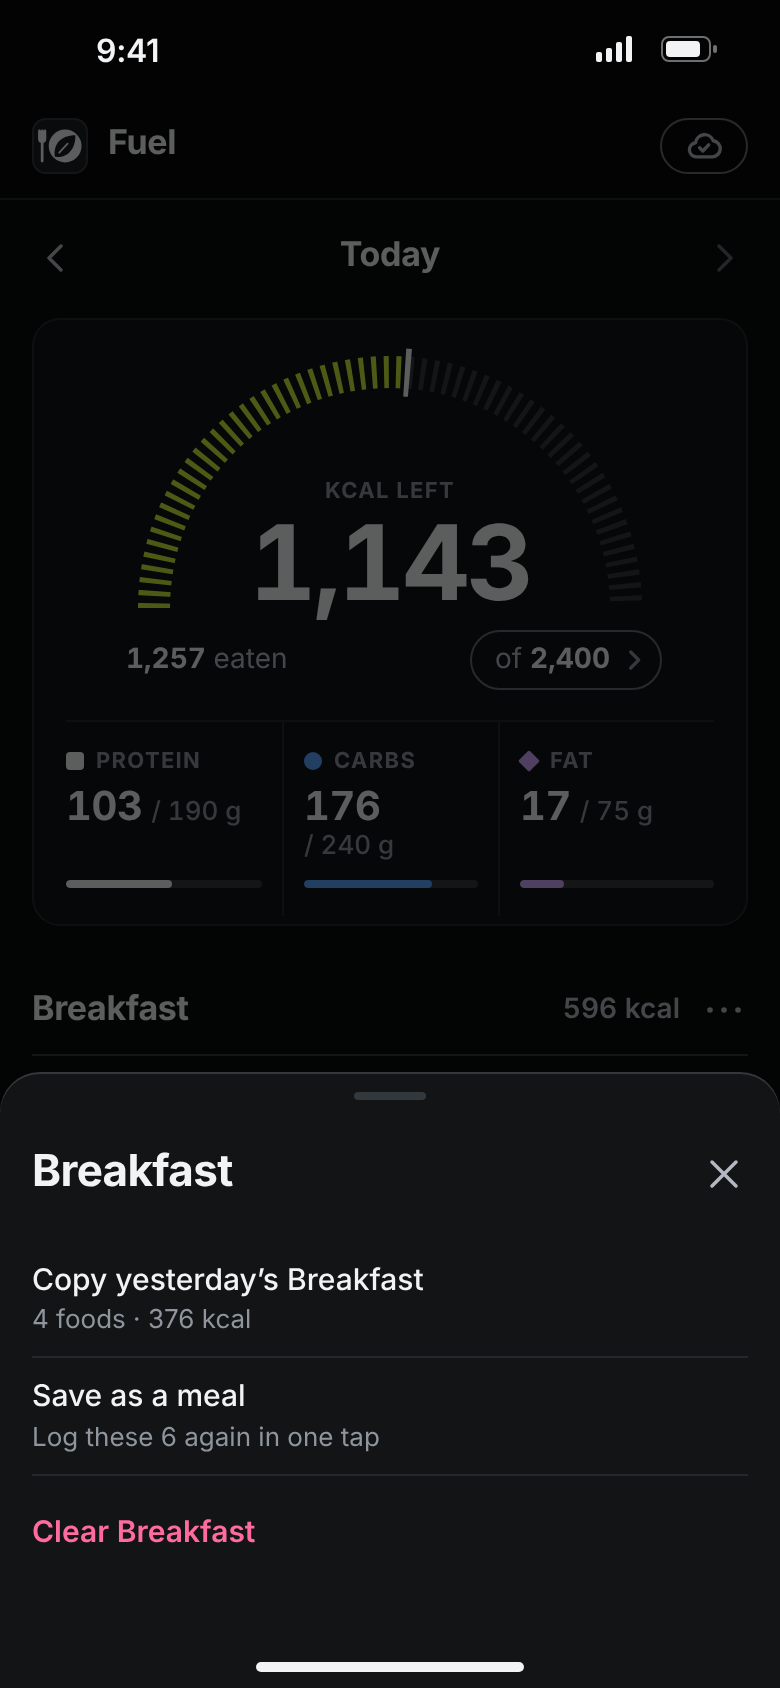 9:41
Fuel
Today
KCAL LEFT
1,143
1,257 eaten
of 2,400
PROTEIN
103 / 190 g
CARBS
176
/ 240 g
FAT
17 / 75 g
Breakfast
596 kcal
Breakfast
Copy yesterday’s Breakfast
4 foods · 376 kcal
Save as a meal
Log these 6 again in one tap
Clear Breakfast